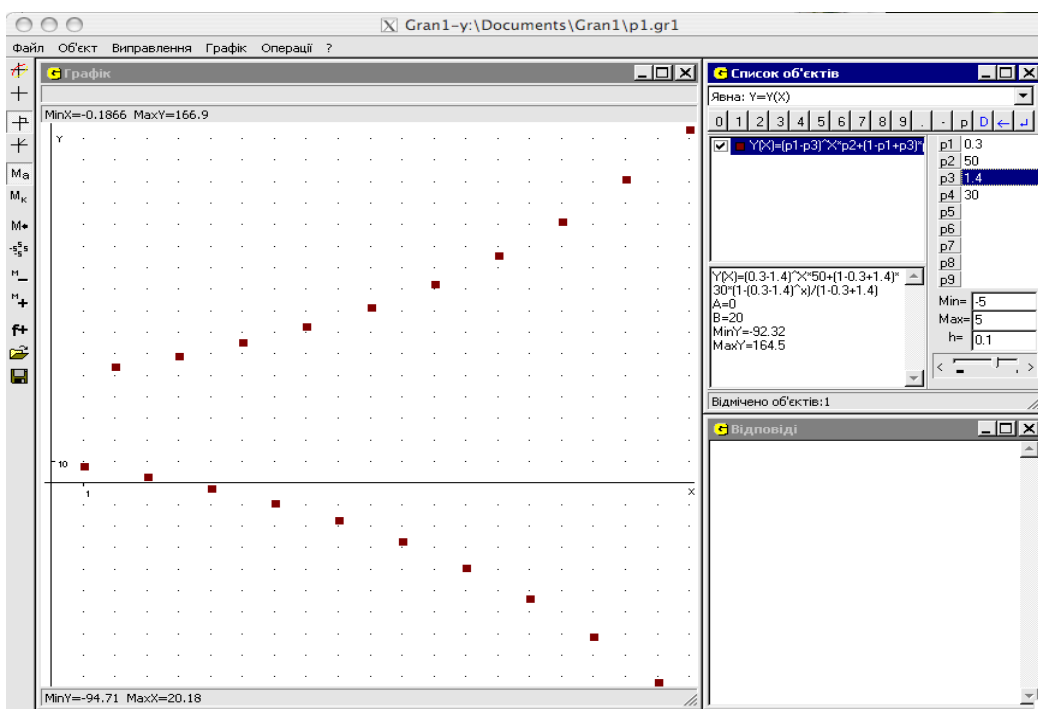 Gran1-y:\Documents\Gran1\p1.gr1
Файл Об'єкт Виправлення Графік Операції ?
Графік
MinX=-0.1866 MaxY=166.9
Y
10
1
X
MinY=-94.71 MaxX=20.18
Ma
Mк
M
-sss
M
M+
f+
Список об'єктів
Явна: Y=Y(X)
0 1 2 3 4 5 6 7 8 9 . - p D ← ↵
Y(X)=(p1-p3)^X*p2+(1-p1+p3)*
p1 0.3
p2 50
p3 1.4
p4 30
p5
p6
p7
p8
p9
Y(X)=(0.3-1.4)^X*50+(1-0.3+1.4)*
30*(1-(0.3-1.4)^x)/(1-0.3+1.4)
A=0
B=20
MinY=-92.32
MaxY=164.5
Min= -5
Max= 5
h= 0.1
< >
Відмічено об'єктів:1
Відповіді